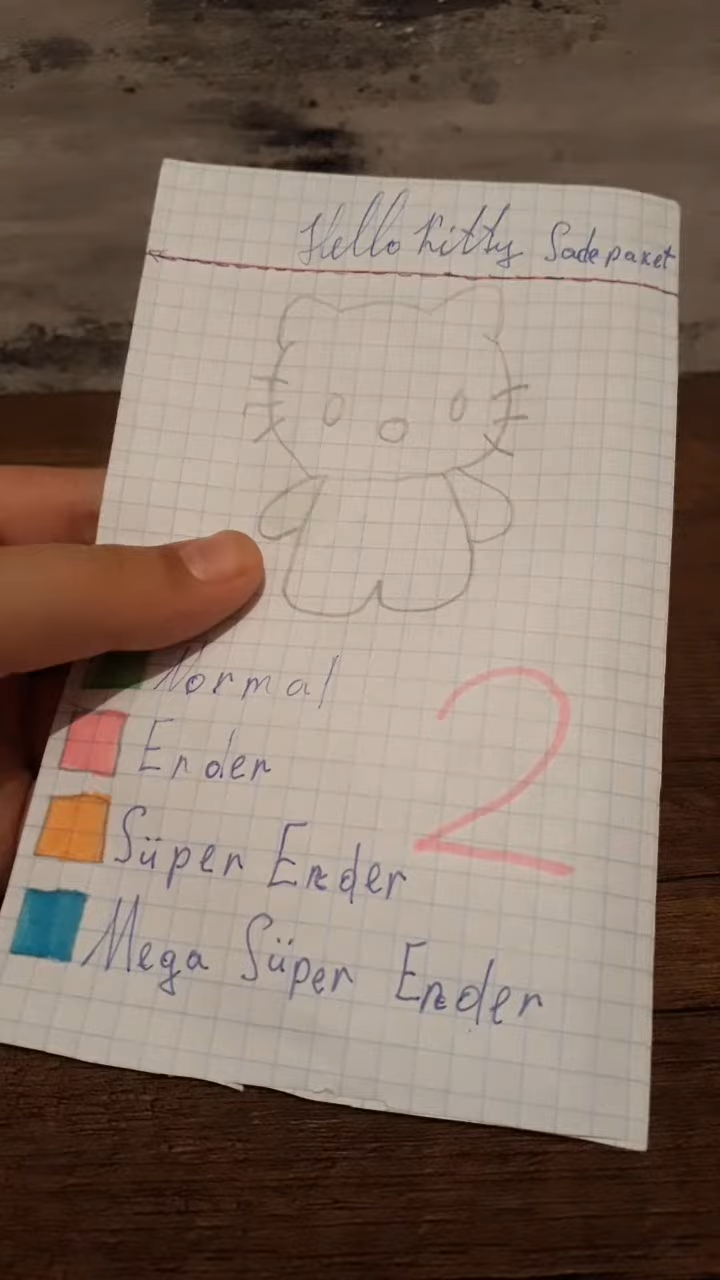 Hello Kitty Sade paket
Normal
Ender
2
Süper Ender
Mega Süper Ender